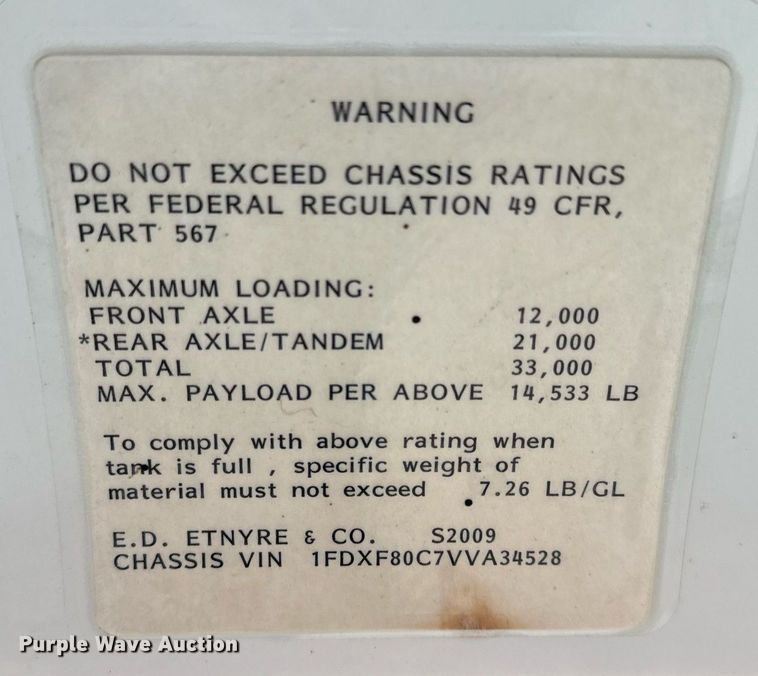 WARNING
DO NOT EXCEED CHASSIS RATINGS
PER FEDERAL REGULATION 49 CFR,
PART 567
MAXIMUM LOADING:
FRONT AXLE 12,000
*REAR AXLE/TANDEM 21,000
TOTAL 33,000
MAX. PAYLOAD PER ABOVE 14,533 LB
To comply with above rating when
tank is full , specific weight of
material must not exceed 7.26 LB/GL
E.D. ETNYRE & CO. S2009
CHASSIS VIN 1FDXF80C7VVA34528
Purple Wave Auction